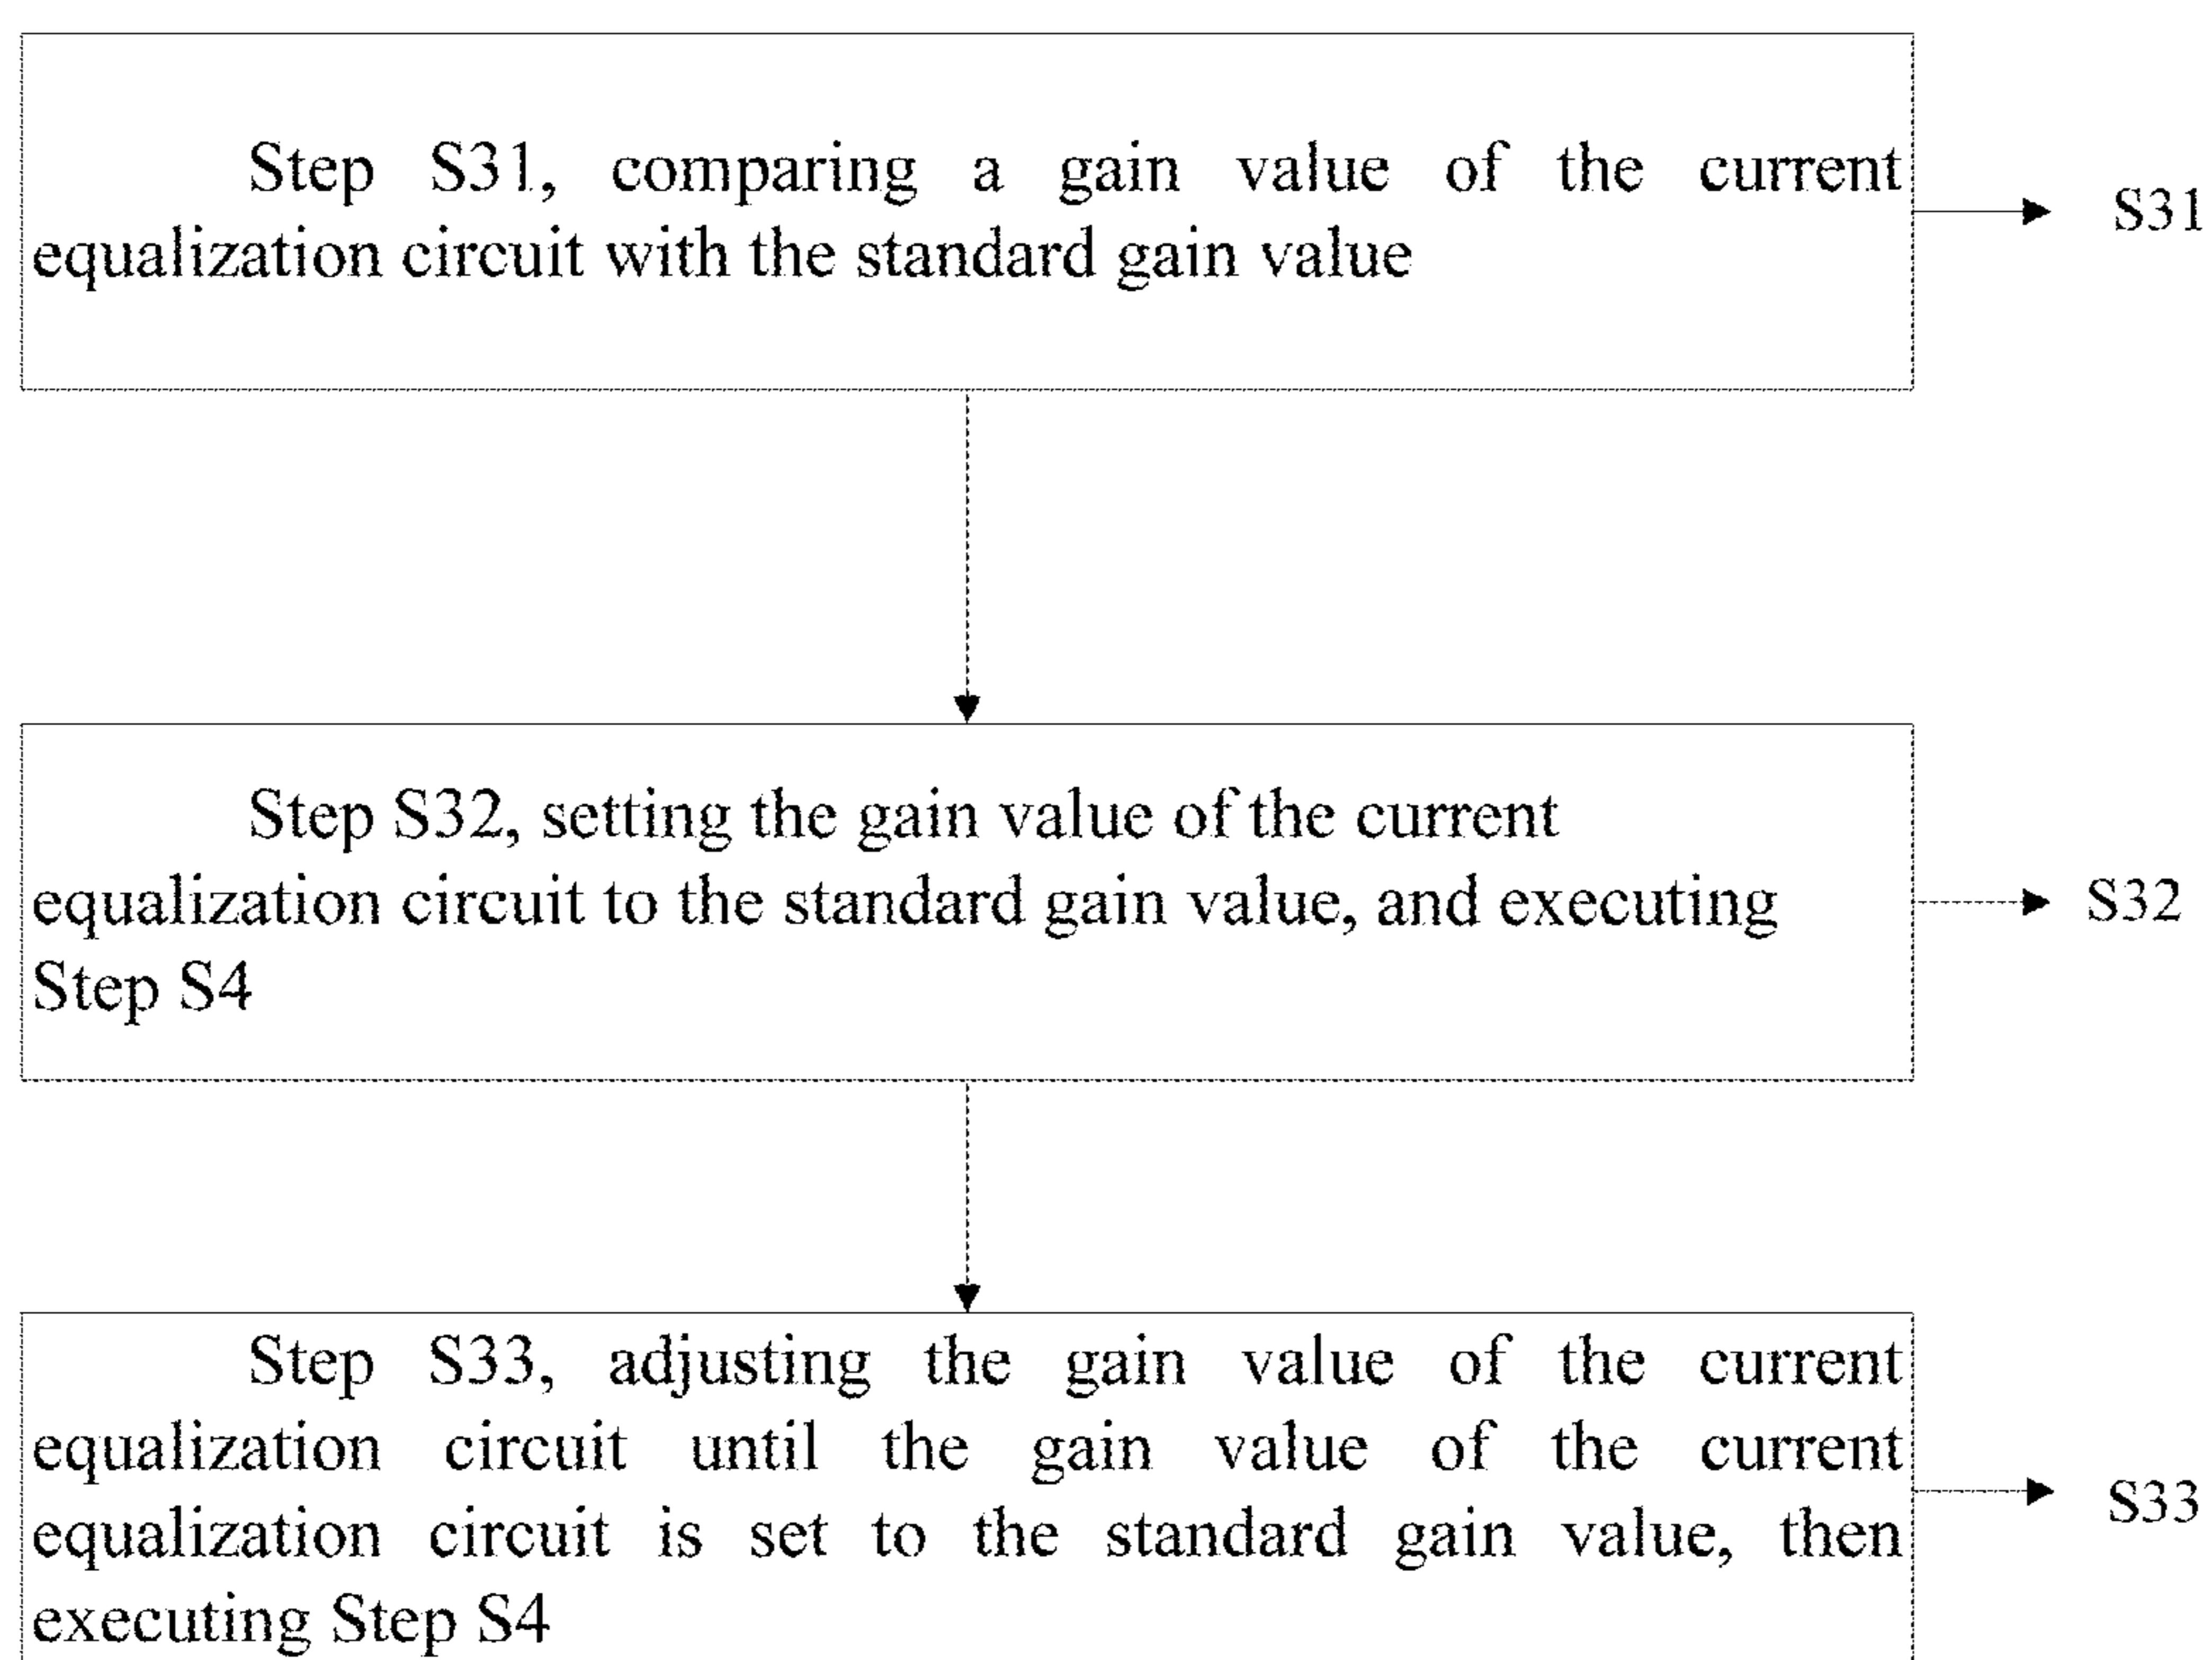 Step S31, comparing a gain value of the current
equalization circuit with the standard gain value
S31
Step S32, setting the gain value of the current
equalization circuit to the standard gain value, and executing
Step S4
S32
Step S33, adjusting the gain value of the current
equalization circuit until the gain value of the current
equalization circuit is set to the standard gain value, then
executing Step S4
S33